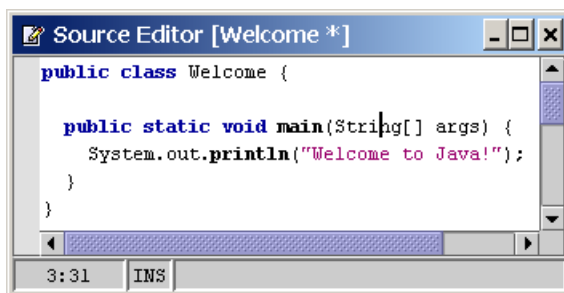 Source Editor [Welcome *]
public class Welcome {
public static void main(String[] args) {
System.out.println("Welcome to Java!");
}
}
3:31 INS